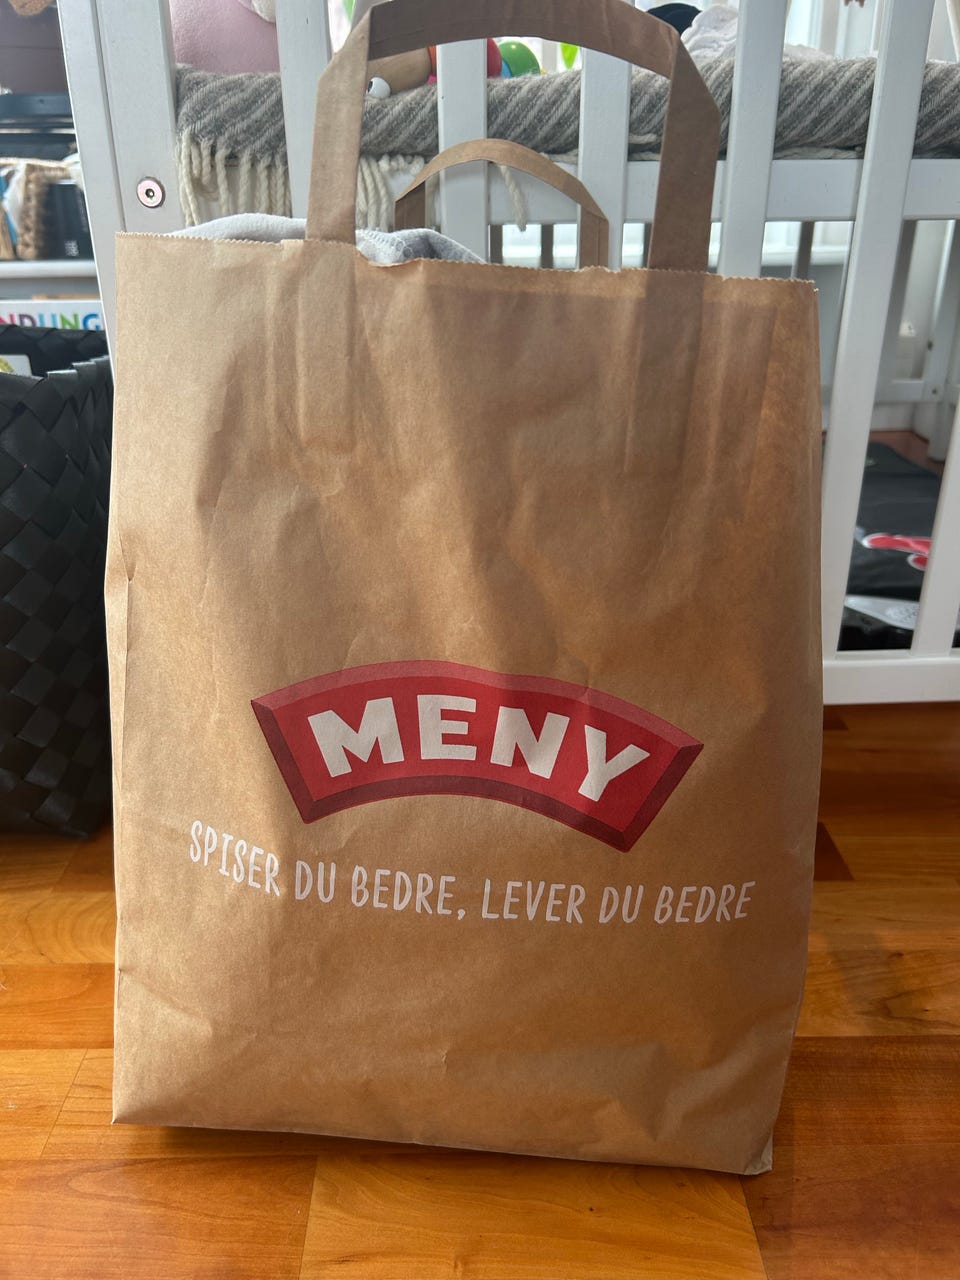 MENY
SPISER DU BEDRE, LEVER DU BEDRE